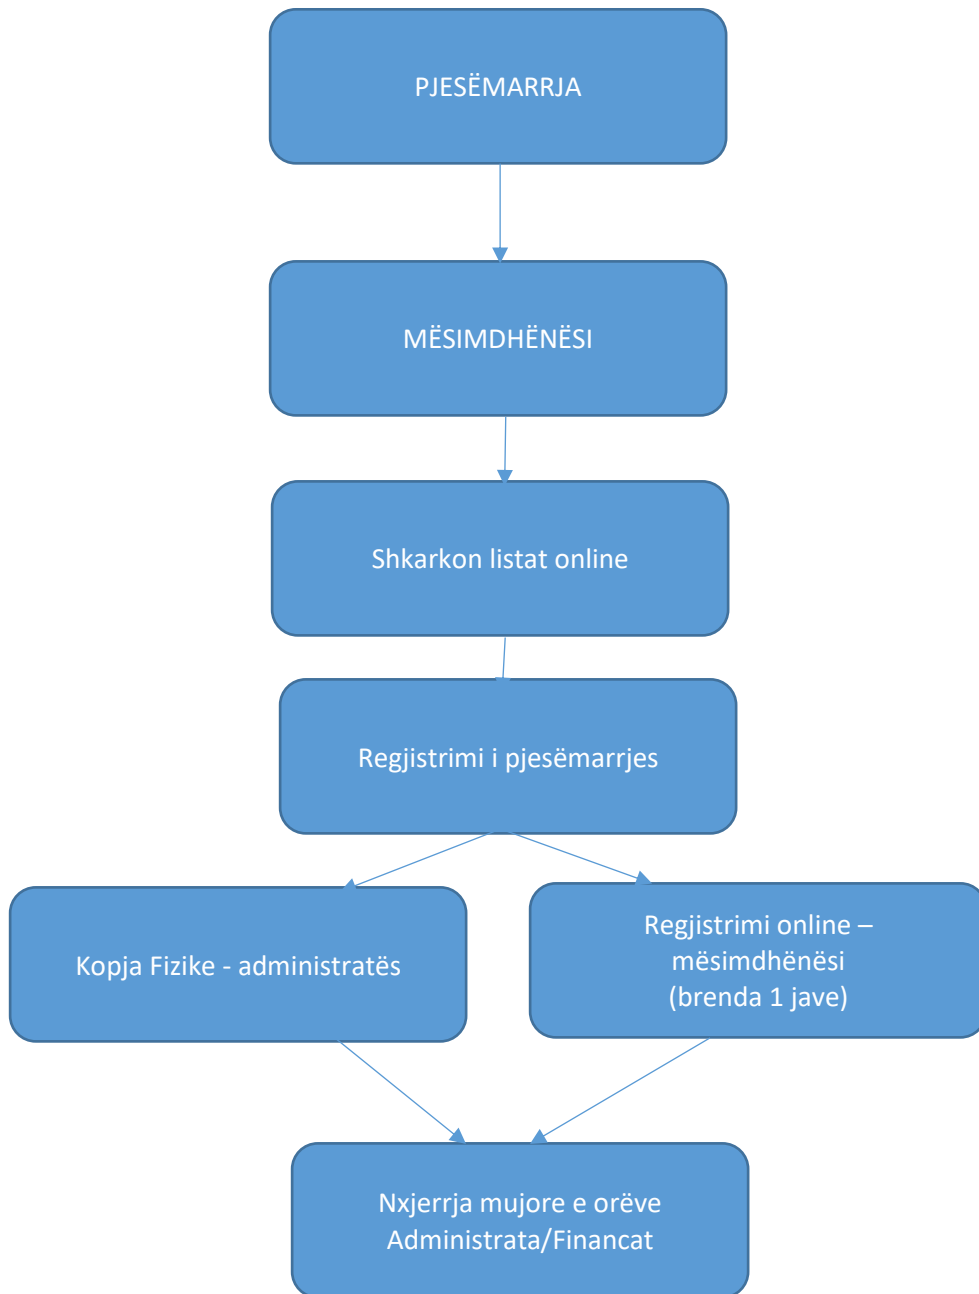 PJESËMARRJA
MËSIMDHËNËSI
Shkarkon listat online
Regjistrimi i pjesëmarrjes
Kopja Fizike - administratës
Regjistrimi online –
mësimdhënësi
(brenda 1 jave)
Nxjerrja mujore e orëve
Administrata/Financat